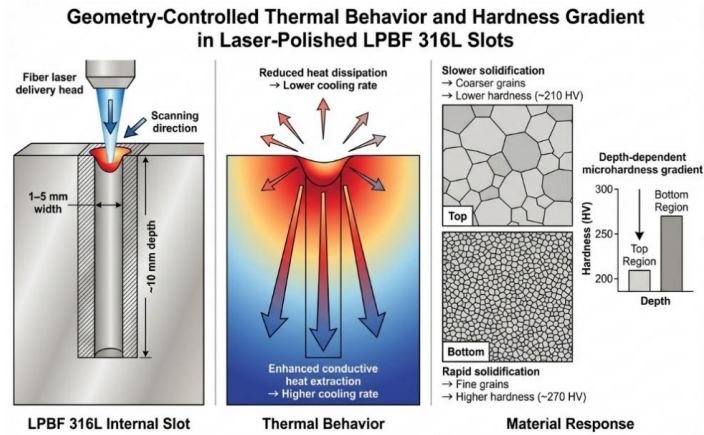 Geometry-Controlled Thermal Behavior and Hardness Gradient
in Laser-Polished LPBF 316L Slots
Fiber laser
delivery head
Scanning
direction
1–5 mm
width
~10 mm depth
LPBF 316L Internal Slot
Reduced heat dissipation
→ Lower cooling rate
Enhanced conductive
heat extraction
→ Higher cooling rate
Thermal Behavior
Slower solidification
→ Coarser grains
→ Lower hardness (~210 HV)
Top
Bottom
Rapid solidification
→ Fine grains
→ Higher hardness (~270 HV)
Depth-dependent
microhardness gradient
Hardness (HV)
300
250
200
Top
Region
Bottom
Region
Depth
Material Response